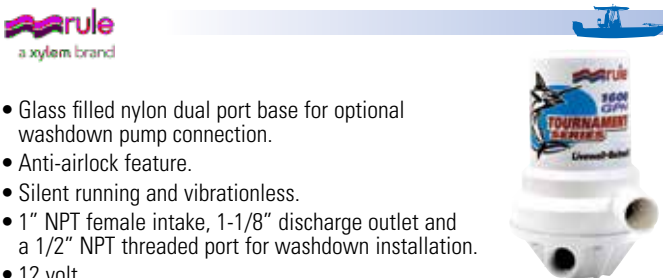 rule
a xylem brand
• Glass filled nylon dual port base for optional
washdown pump connection.
• Anti-airlock feature.
• Silent running and vibrationless.
• 1” NPT female intake, 1-1/8” discharge outlet and
a 1/2” NPT threaded port for washdown installation.
• 12 volt
rule
1600
GPH
TOURNAMENT
SERIES